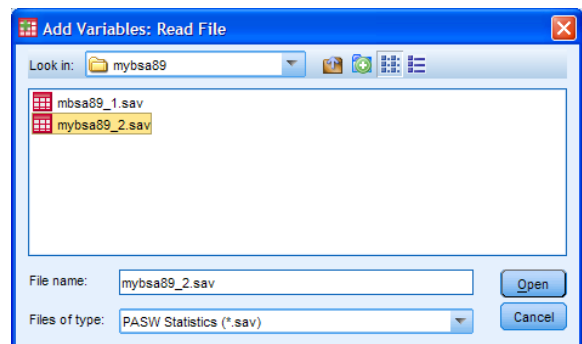 Add Variables: Read File
Look in: mybsa89
mbsa89_1.sav
mybsa89_2.sav
File name: mybsa89_2.sav Open
Files of type: PASW Statistics (*.sav) Cancel